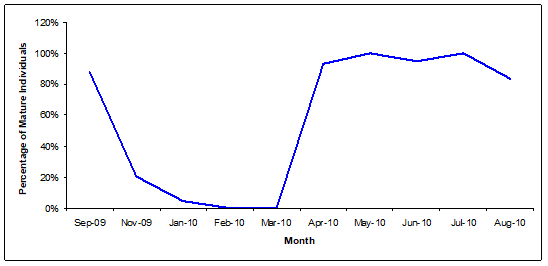 120%
100%
80%
60%
40%
20%
0%
Percentage of Mature Individuals
Sep-09 Nov-09 Jan-10 Feb-10 Mar-10 Apr-10 May-10 Jun-10 Jul-10 Aug-10
Month